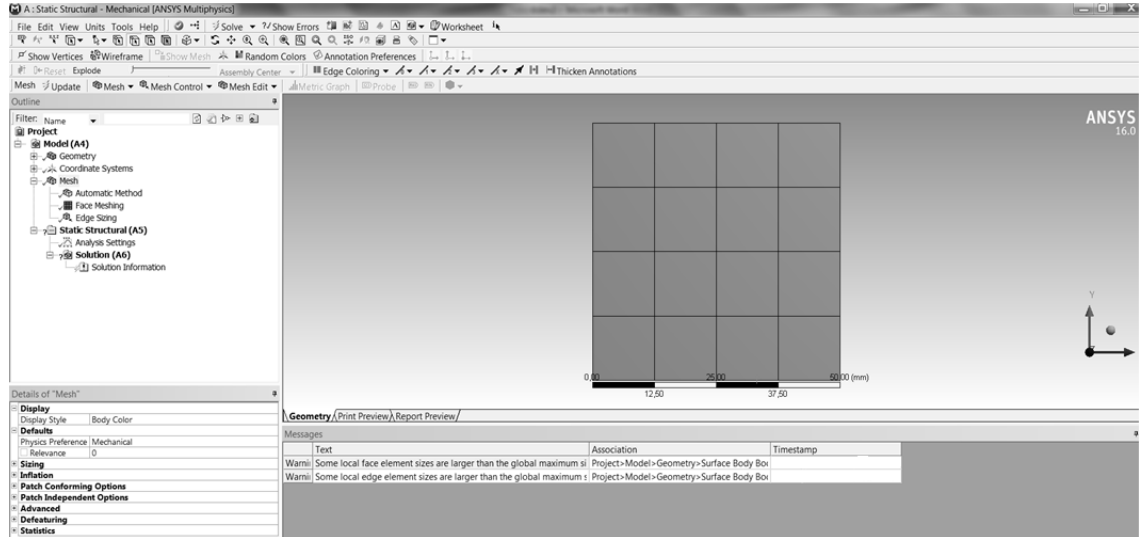 A : Static Structural - Mechanical [ANSYS Multiphysics]
File Edit View Units Tools Help Solve ?/Show Errors Worksheet
Show Vertices Wireframe Show Mesh Random Colors Annotation Preferences
Reset Explode Assembly Center Edge Coloring Thicken Annotations
Mesh Update Mesh Mesh Control Mesh Edit Metric Graph Probe
Outline
Filter: Name
Project
Model (A4)
Geometry
Coordinate Systems
Mesh
Automatic Method
Face Meshing
Edge Sizing
Static Structural (A5)
Analysis Settings
Solution (A6)
Solution Information
ANSYS
16.0
Y
0,00 25,00 50,00 (mm)
12,50 37,50
Geometry Print Preview Report Preview
Details of "Mesh"
Display
Display Style Body Color
Defaults
Physics Preference Mechanical
Relevance 0
Sizing
Inflation
Patch Conforming Options
Patch Independent Options
Advanced
Defeaturing
Statistics
Messages
Text Association Timestamp
Warni Some local face element sizes are larger than the global maximum si Project>Model>Geometry>Surface Body Bo
Warni Some local edge element sizes are larger than the global maximum s Project>Model>Geometry>Surface Body Bo